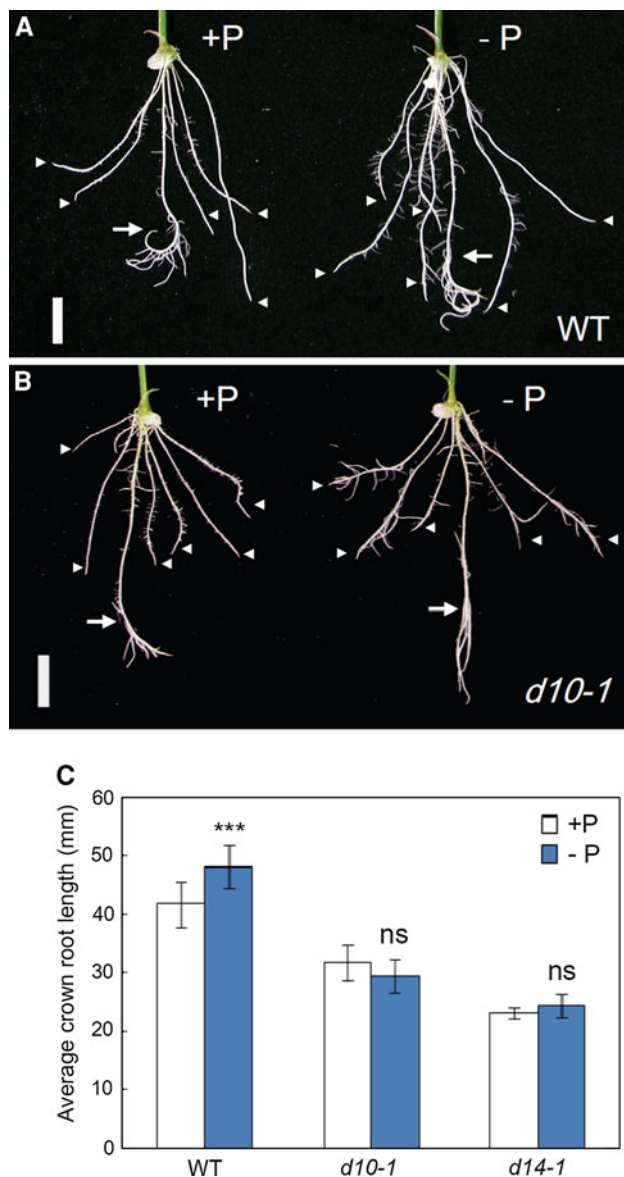 A
+P
- P
WT
B
+P
- P
d10-1
C
Average crown root length (mm)
60
50
40
30
20
10
0
***
ns
ns
+P
- P
WT
d10-1
d14-1